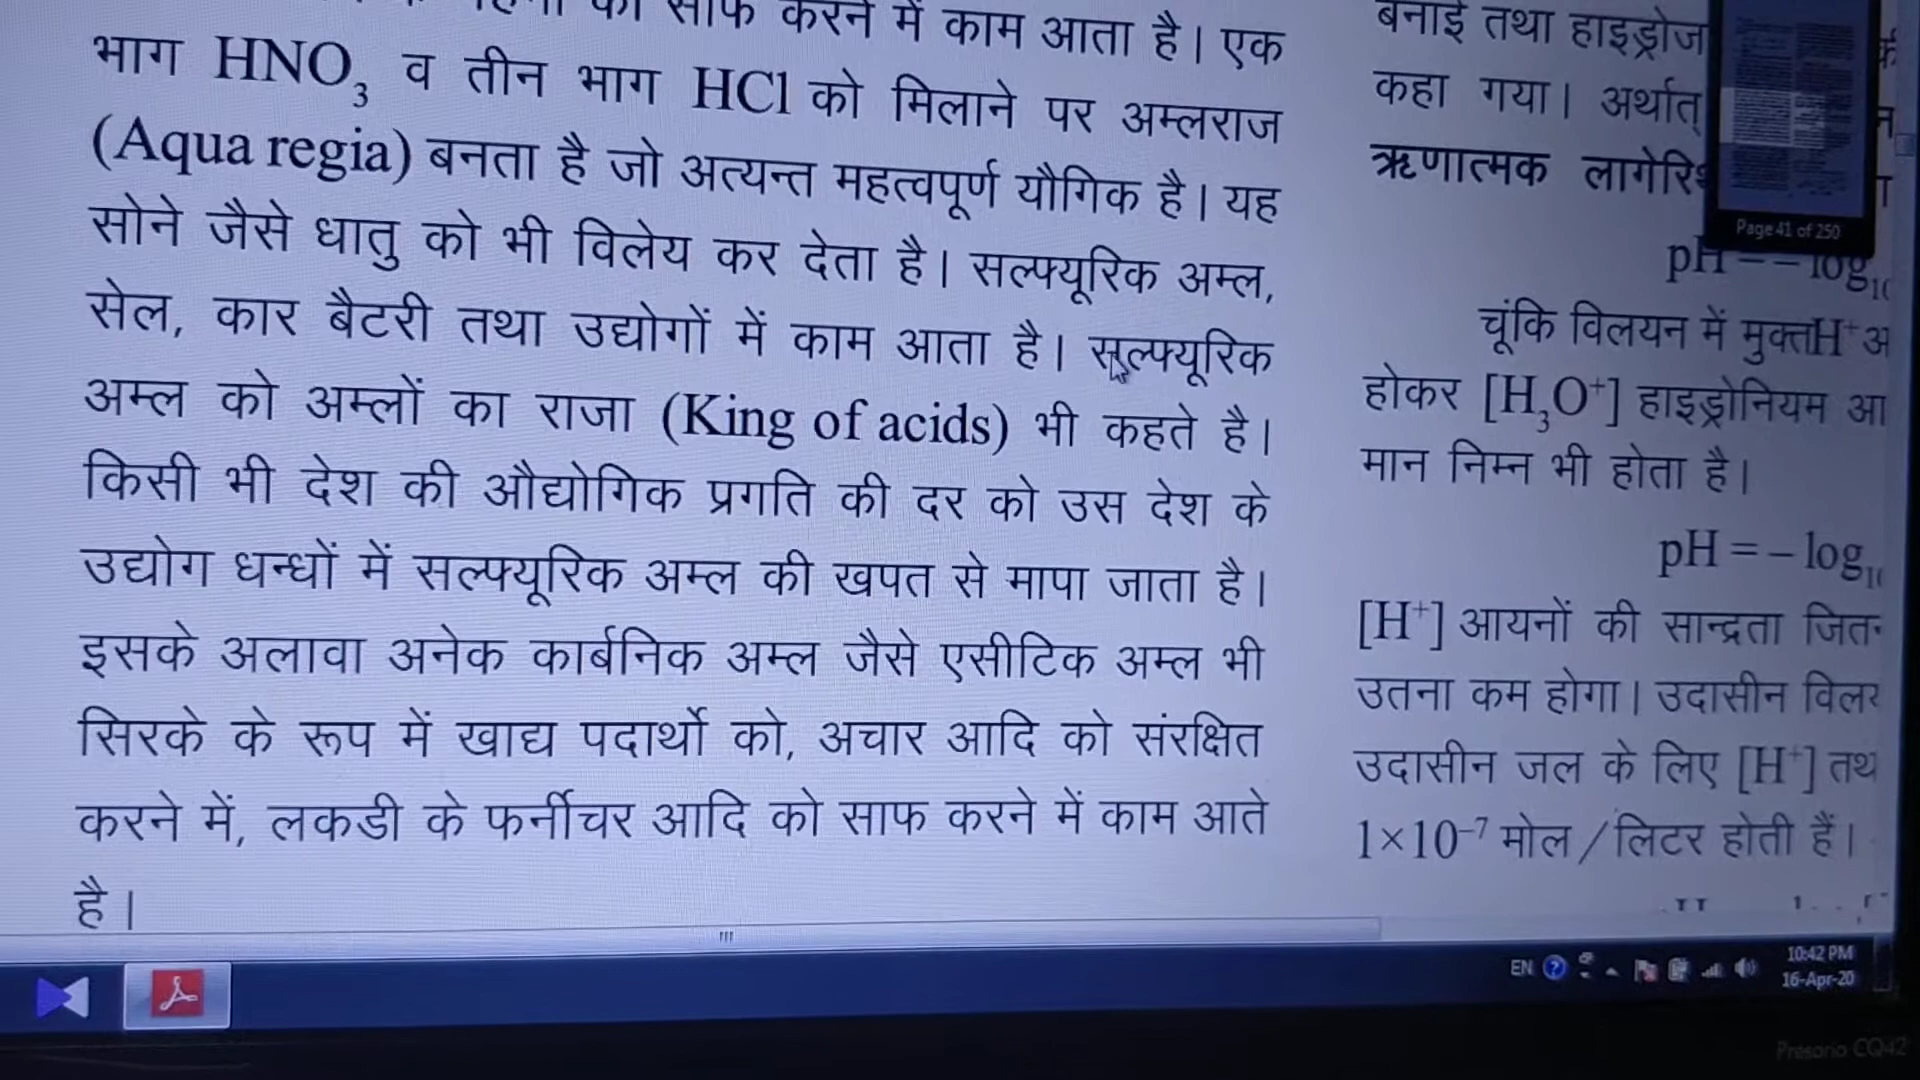 को साफ करने में काम आता है। एक
भाग HNO₃ व तीन भाग HCl को मिलाने पर अम्लराज
(Aqua regia) बनता है जो अत्यन्त महत्वपूर्ण यौगिक है। यह
सोने जैसे धातु को भी विलेय कर देता है। सल्फ्यूरिक अम्ल,
सेल, कार बैटरी तथा उद्योगों में काम आता है। सल्फ्यूरिक
अम्ल को अम्लों का राजा (King of acids) भी कहते है।
किसी भी देश की औद्योगिक प्रगति की दर को उस देश के
उद्योग धन्धों में सल्फ्यूरिक अम्ल की खपत से मापा जाता है।
इसके अलावा अनेक कार्बनिक अम्ल जैसे एसीटिक अम्ल भी
सिरके के रूप में खाद्य पदार्थो को, अचार आदि को संरक्षित
करने में, लकडी के फर्नीचर आदि को साफ करने में काम आते
है।
बनाई तथा
कहा गया। अर्थात्
ऋणात्मक
pH = – log₁₀
चूंकि विलयन में मुक्त H⁺
होकर [H₃O⁺] हाइड्रोनियम
मान निम्न भी होता है।
pH = – log₁₀
[H⁺] आयनों की सान्द्रता
उतना कम होगा। उदासीन
उदासीन जल के लिए [H⁺]
1×10⁻⁷ मोल/लिटर होती हैं।
Page 41 of 250
EN
10:42 PM
16-Apr-20
Presario CQ42